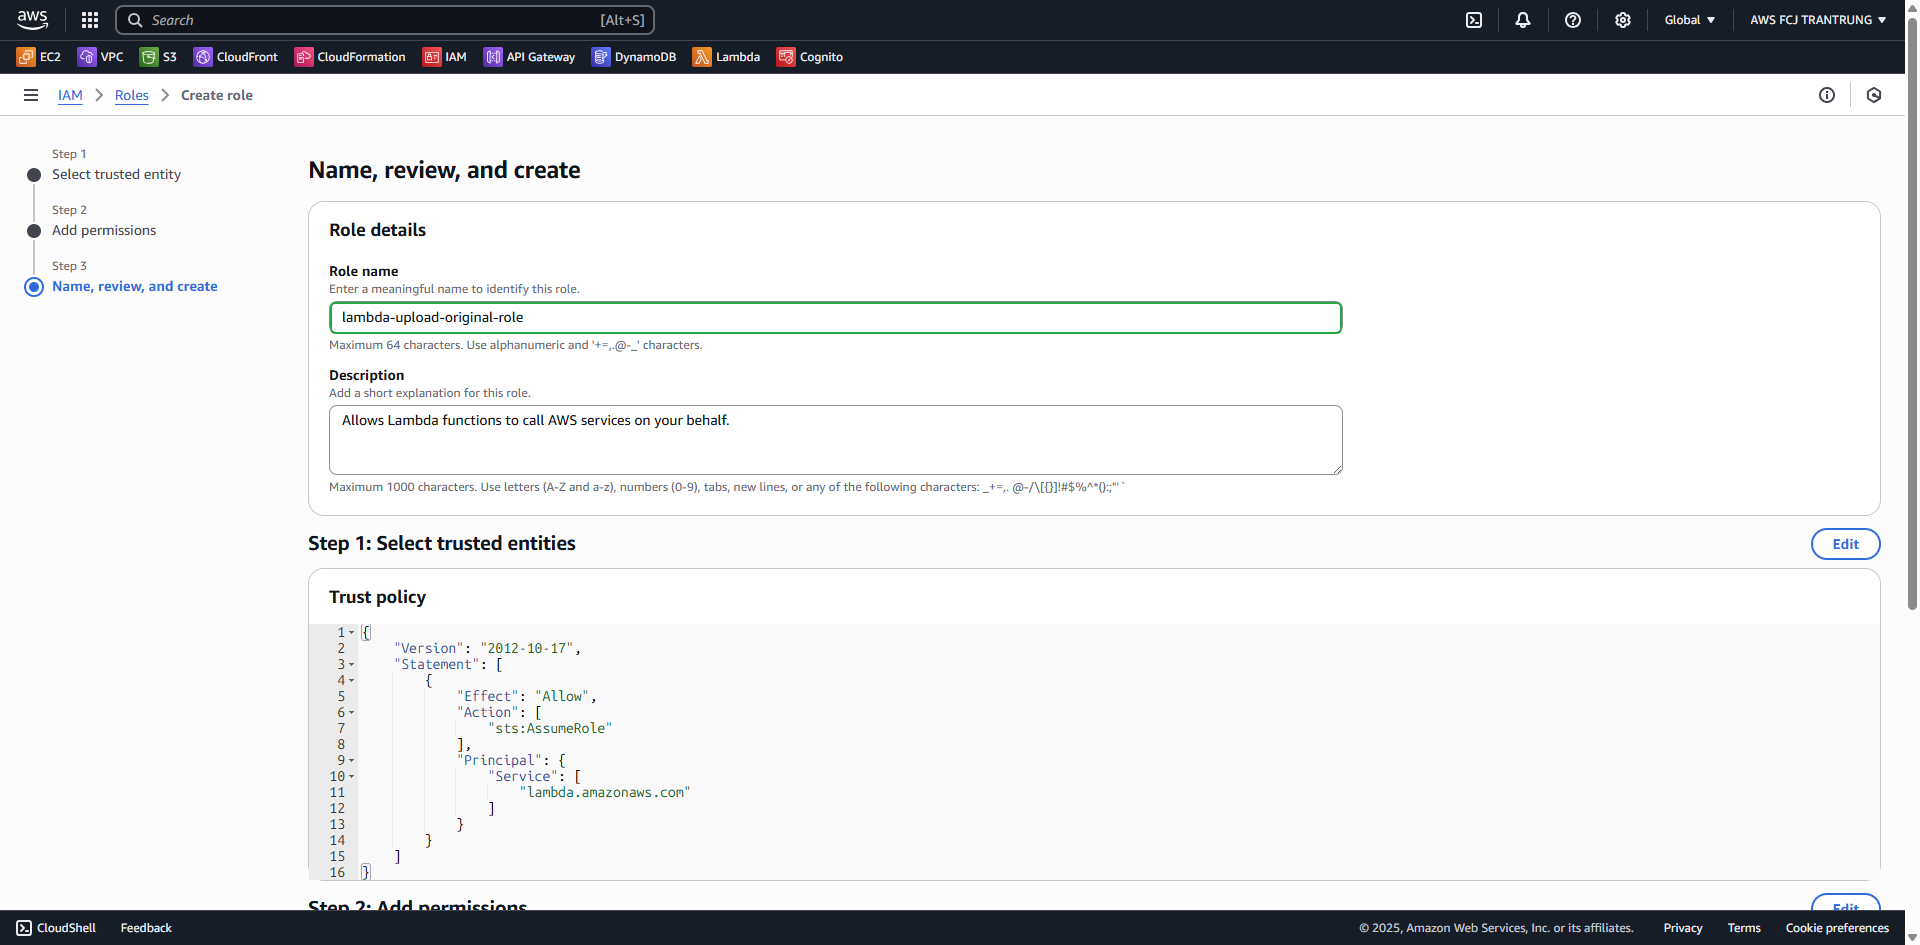 aws
Search [Alt+S]
Global ▼ AWS FCJ TRANTRUNG ▼
EC2 VPC S3 CloudFront CloudFormation IAM API Gateway DynamoDB Lambda Cognito
IAM > Roles > Create role
Step 1
Select trusted entity
Step 2
Add permissions
Step 3
Name, review, and create
Name, review, and create
Role details
Role name
Enter a meaningful name to identify this role.
lambda-upload-original-role
Maximum 64 characters. Use alphanumeric and '+=,.@-_' characters.
Description
Add a short explanation for this role.
Allows Lambda functions to call AWS services on your behalf.
Maximum 1000 characters. Use letters (A-Z and a-z), numbers (0-9), tabs, new lines, or any of the following characters: _+=,. @-/\[{}]!#$%^*();:"'`
Step 1: Select trusted entities
Edit
Trust policy
1 {
2 "Version": "2012-10-17",
3 "Statement": [
4 {
5 "Effect": "Allow",
6 "Action": [
7 "sts:AssumeRole"
8 ],
9 "Principal": {
10 "Service": [
11 "lambda.amazonaws.com"
12 ]
13 }
14 }
15 ]
16 }
Step 2: Add permissions
Edit
CloudShell Feedback
© 2025, Amazon Web Services, Inc. or its affiliates. Privacy Terms Cookie preferences